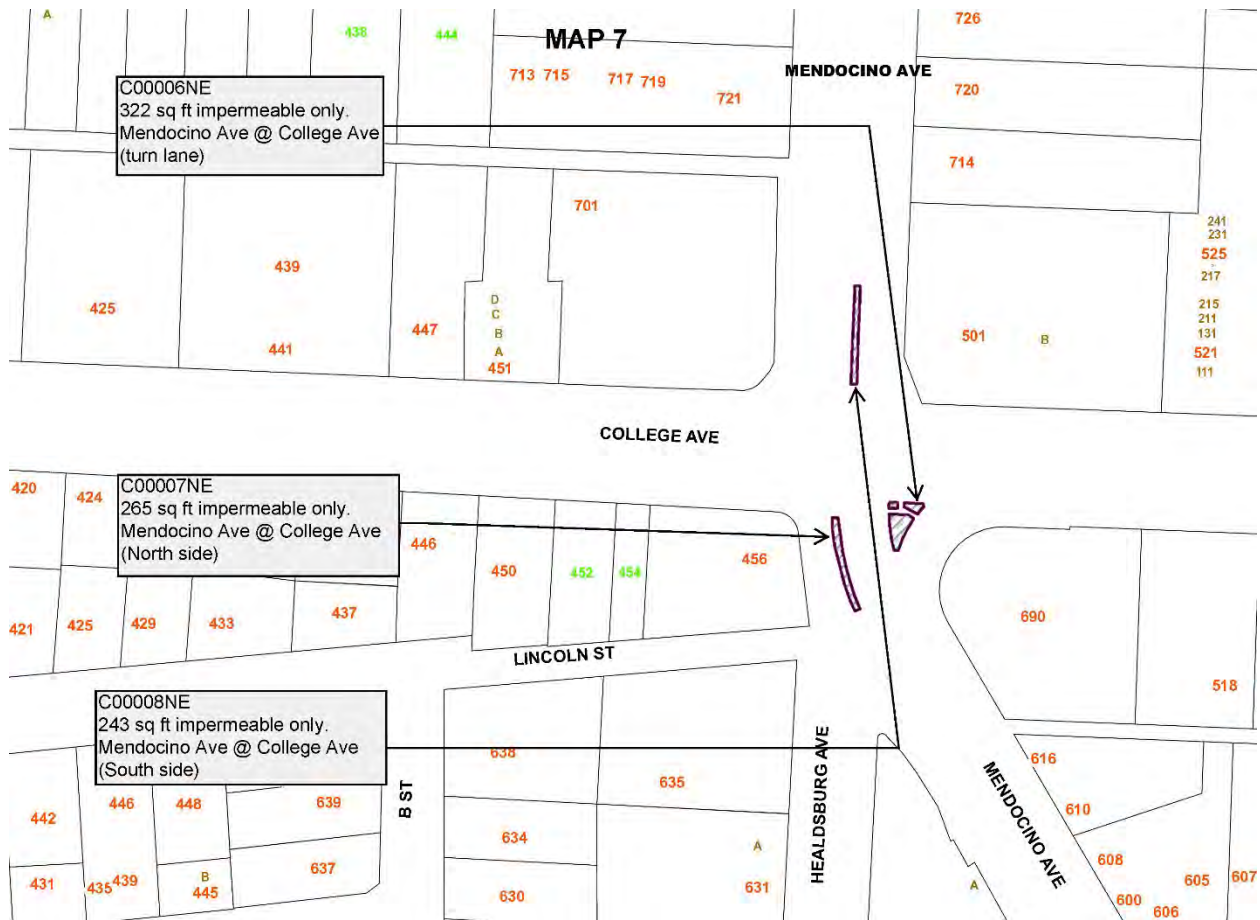 A
438
444
MAP 7
726
713 715
717 719
721
MENDOCINO AVE
720
C00006NE
322 sq ft impermeable only.
Mendocino Ave @ College Ave
(turn lane)
714
701
241
231
525
217
439
425
D
C
B
A
451
447
441
215
211
131
521
111
501
B
COLLEGE AVE
420
424
C00007NE
265 sq ft impermeable only.
Mendocino Ave @ College Ave
(North side)
446
450
452
454
456
421
425
429
433
437
690
518
LINCOLN ST
C00008NE
243 sq ft impermeable only.
Mendocino Ave @ College Ave
(South side)
638
635
HEALDSBURG AVE
MENDOCINO AVE
616
610
442
446
448
639
B ST
634
A
608
431
435
439
B
445
637
630
631
A
600
605
606
607